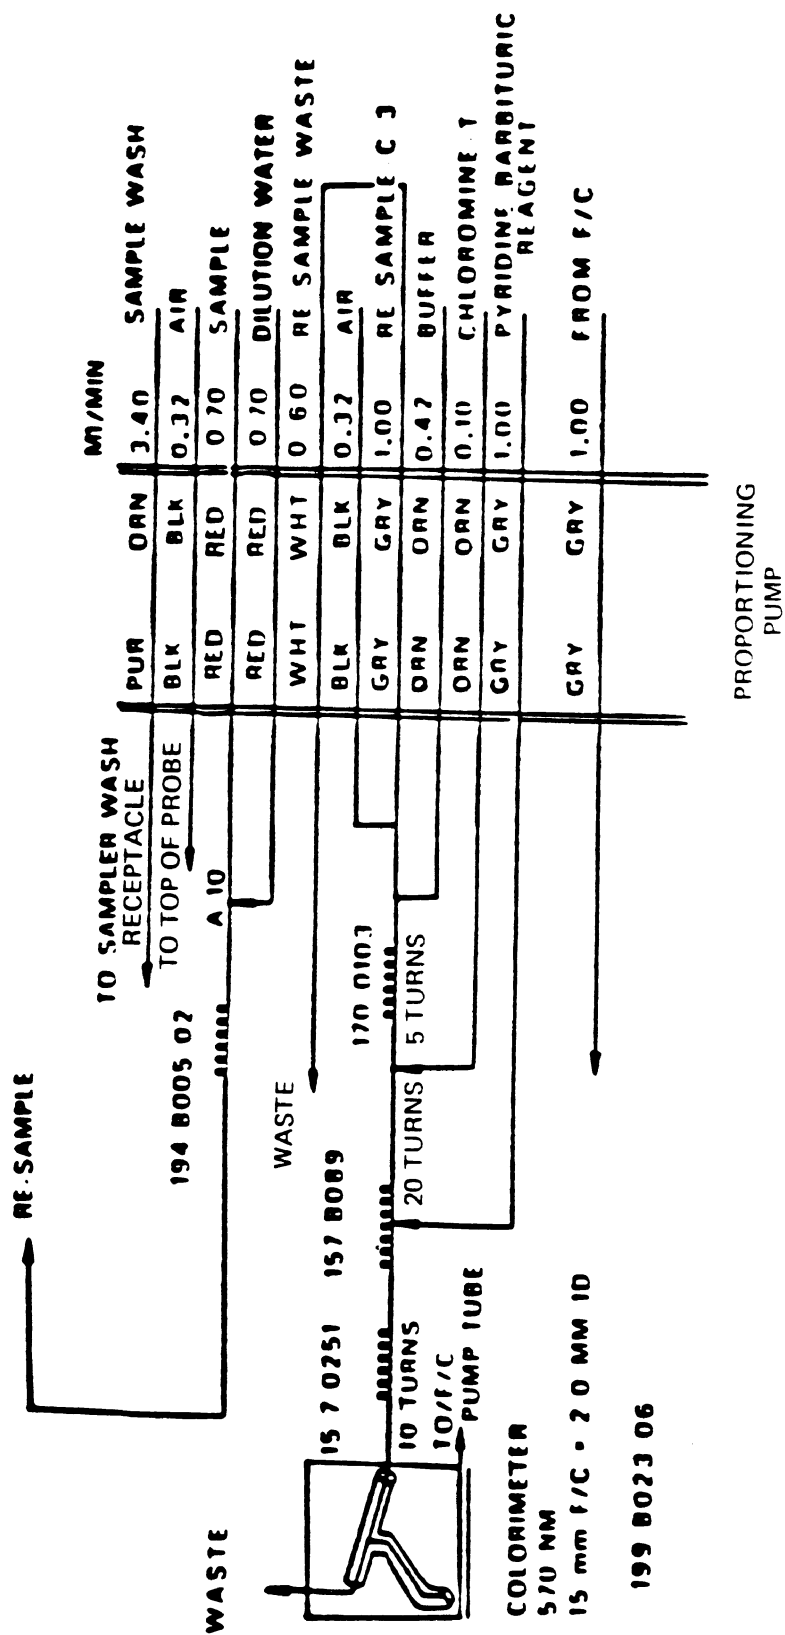 RE-SAMPLE
TO SAMPLER WASH
RECEPTACLE
TO TOP OF PROBE
A 10
194 B005 02
WASTE
170 0103
5 TURNS
20 TURNS
157 B089
15 7 0251
10 TURNS
TO/F/C
PUMP TUBE
WASTE
COLORIMETER
570 NM
15 mm F/C • 2 0 MM ID
199 B023 06
Ml/MIN
PUR ORN 3.40 SAMPLE WASH
BLK BLK 0.32 AIR
RED RED 0 70 SAMPLE
RED RED 0 70 DILUTION WATER
WHT WHT 0 60 RE SAMPLE WASTE
BLK BLK 0.32 AIR
GRY GRY 1.00 RE SAMPLE C 3
ORN ORN 0.42 BUFFER
ORN ORN 0.10 CHLOROMINE · T
GRY GRY 1.00 PYRIDINE BARBITURIC
REAGENT
GRY GRY 1.00 FROM F/C
PROPORTIONING
PUMP